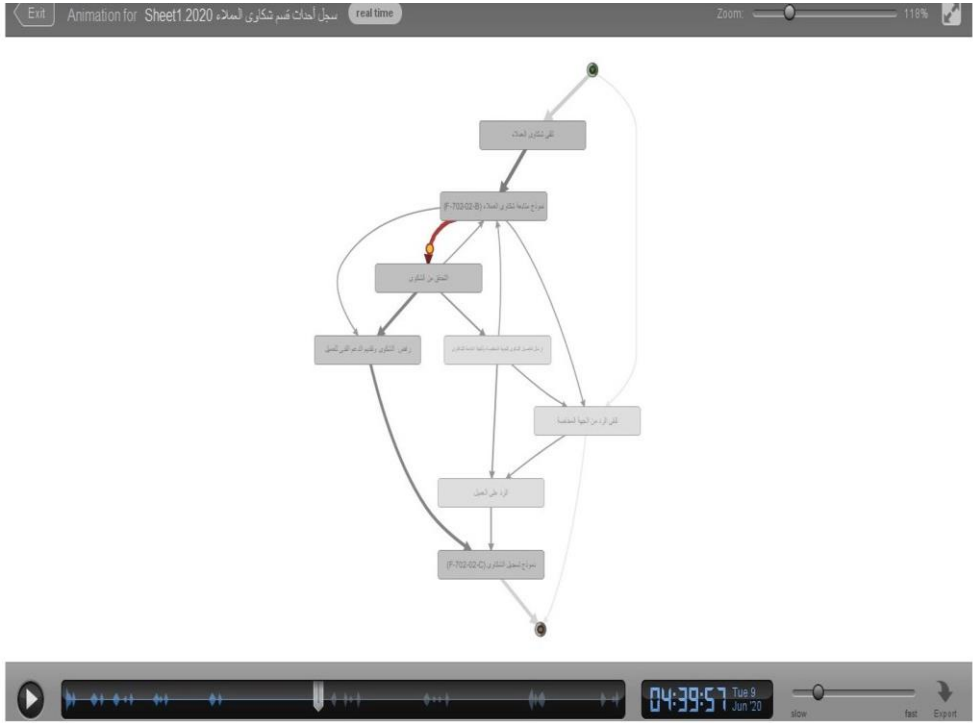 Exit
Animation for Sheet1.2020 سجل أحداث قسم شكاوى العملاء
real time
Zoom:
118%
تلقي شكاوى العملاء
نموذج متابعة شكاوى العملاء (F-702-02-B)
التحقق من الشكوى
رفض الشكوى وتقديم الدعم الفني للعميل
تلقي الرد من الجهة المختصة
الرد على العميل
نموذج تسجيل الشكاوى (F-702-02-C)
04:39:57 Tue 9 Jun '20
slow
fast
Export